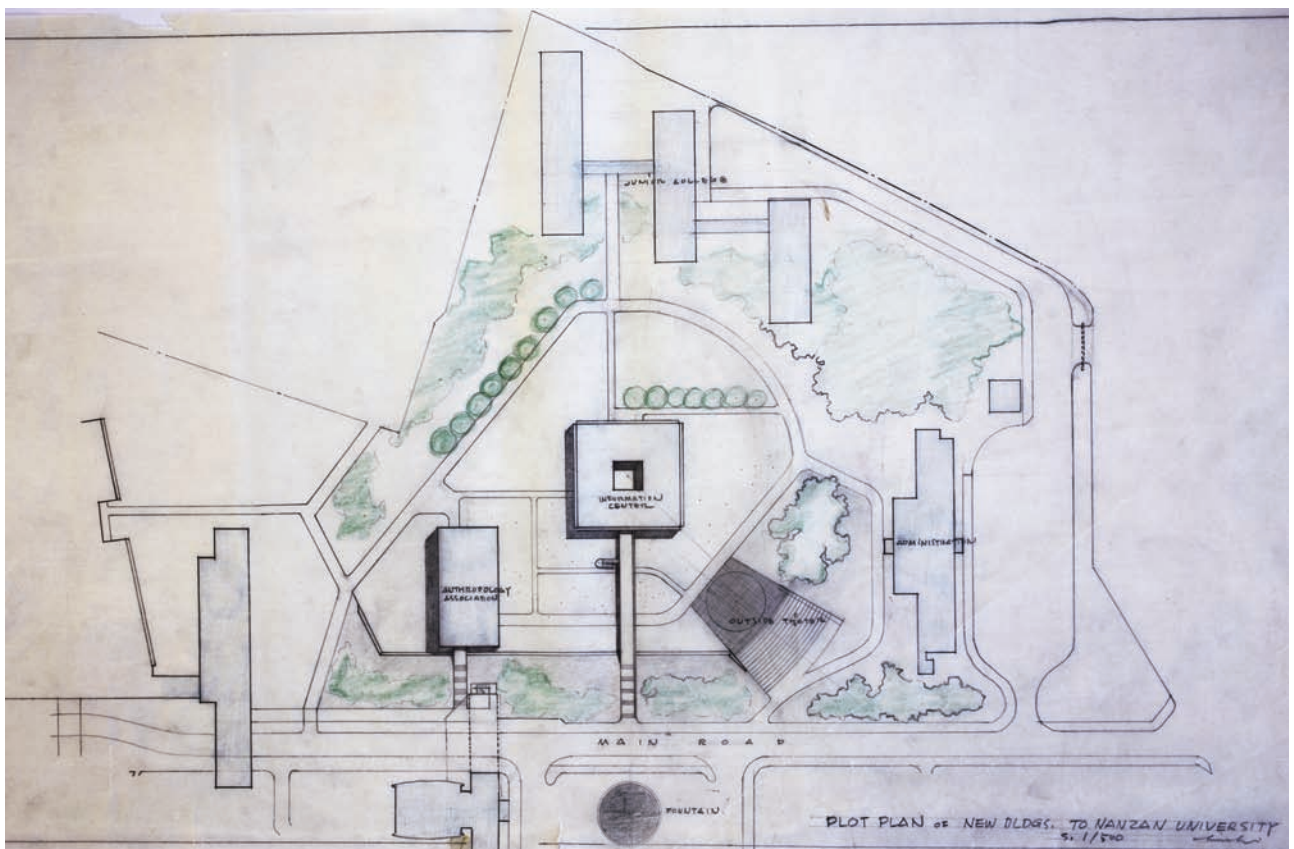 JUNIOR COLLEGE
INFORMATION
CENTER
ADMINISTRATION
ANTHROPOLOGY
ASSOCIATION
OUTSIDE THEATER
MAIN ROAD
FOUNTAIN
PLOT PLAN OF NEW BLDGS. TO NANZAN UNIVERSITY
S. 1/500